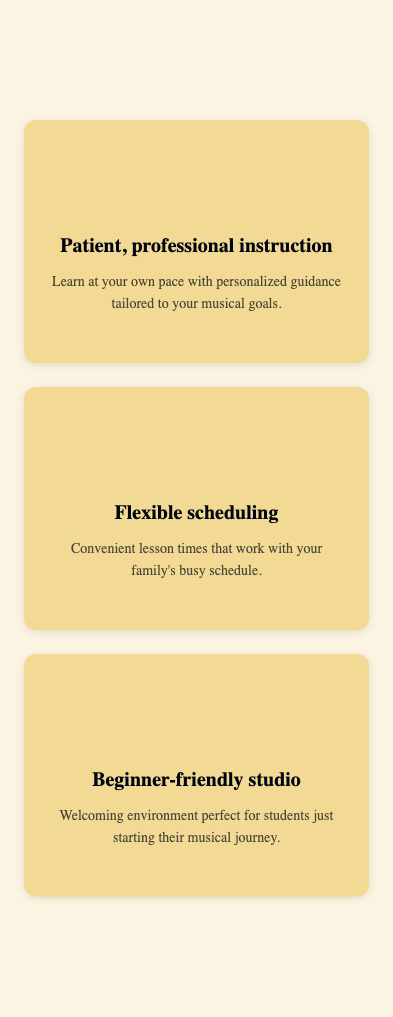 Patient, professional instruction
Learn at your own pace with personalized guidance
tailored to your musical goals.
Flexible scheduling
Convenient lesson times that work with your
family's busy schedule.
Beginner-friendly studio
Welcoming environment perfect for students just
starting their musical journey.